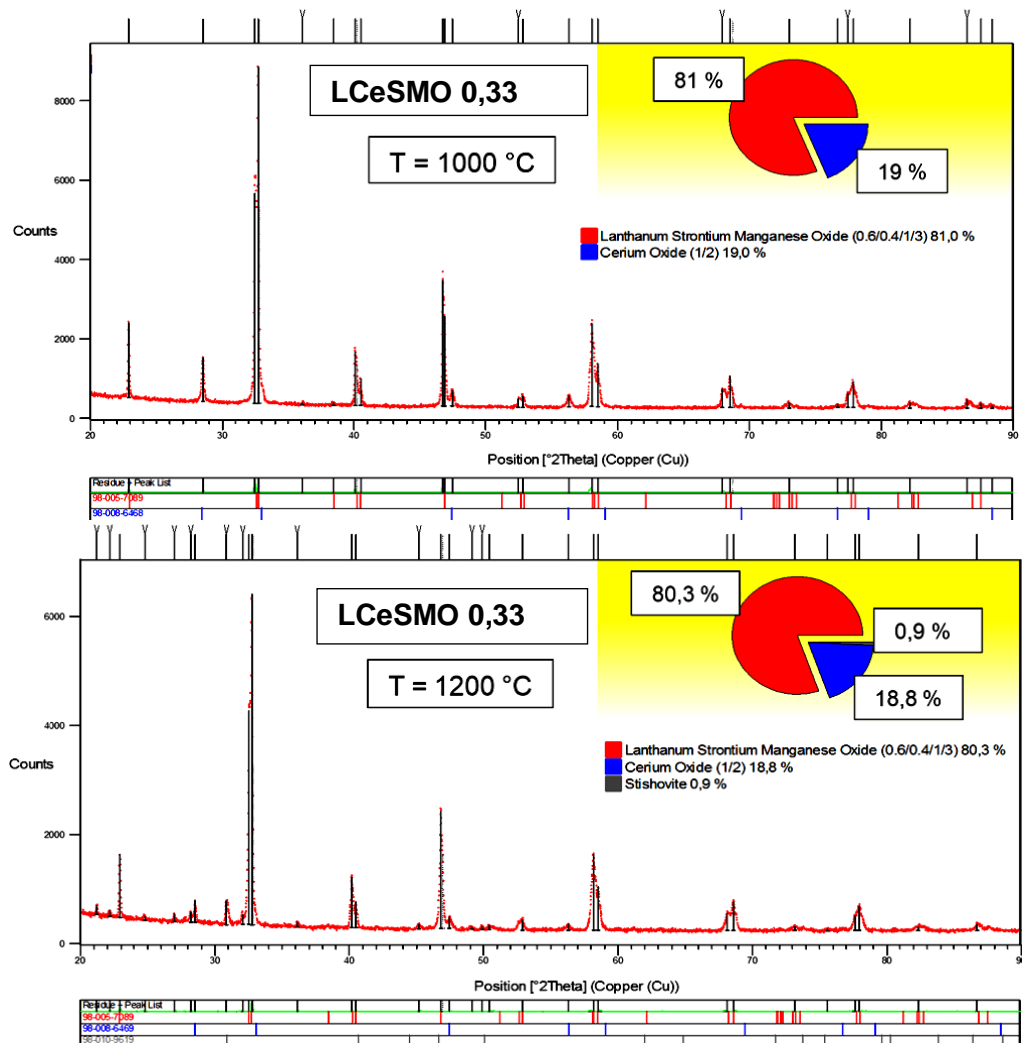 LCeSMO 0,33
T = 1000 °C
81 %
19 %
Lanthanum Strontium Manganese Oxide (0.6/0.4/1/3) 81,0 %
Cerium Oxide (1/2) 19,0 %
Counts
8000
6000
4000
2000
0
20 30 40 50 60 70 80 90
Position [°2Theta] (Copper (Cu))
Residue + Peak List
98-005-7089
98-008-6468
LCeSMO 0,33
T = 1200 °C
80,3 %
0,9 %
18,8 %
Lanthanum Strontium Manganese Oxide (0.6/0.4/1/3) 80,3 %
Cerium Oxide (1/2) 18,8 %
Stishovite 0,9 %
Counts
6000
4000
2000
0
20 30 40 50 60 70 80 90
Position [°2Theta] (Copper (Cu))
Residue + Peak List
98-005-7089
98-008-6469
98-010-9619